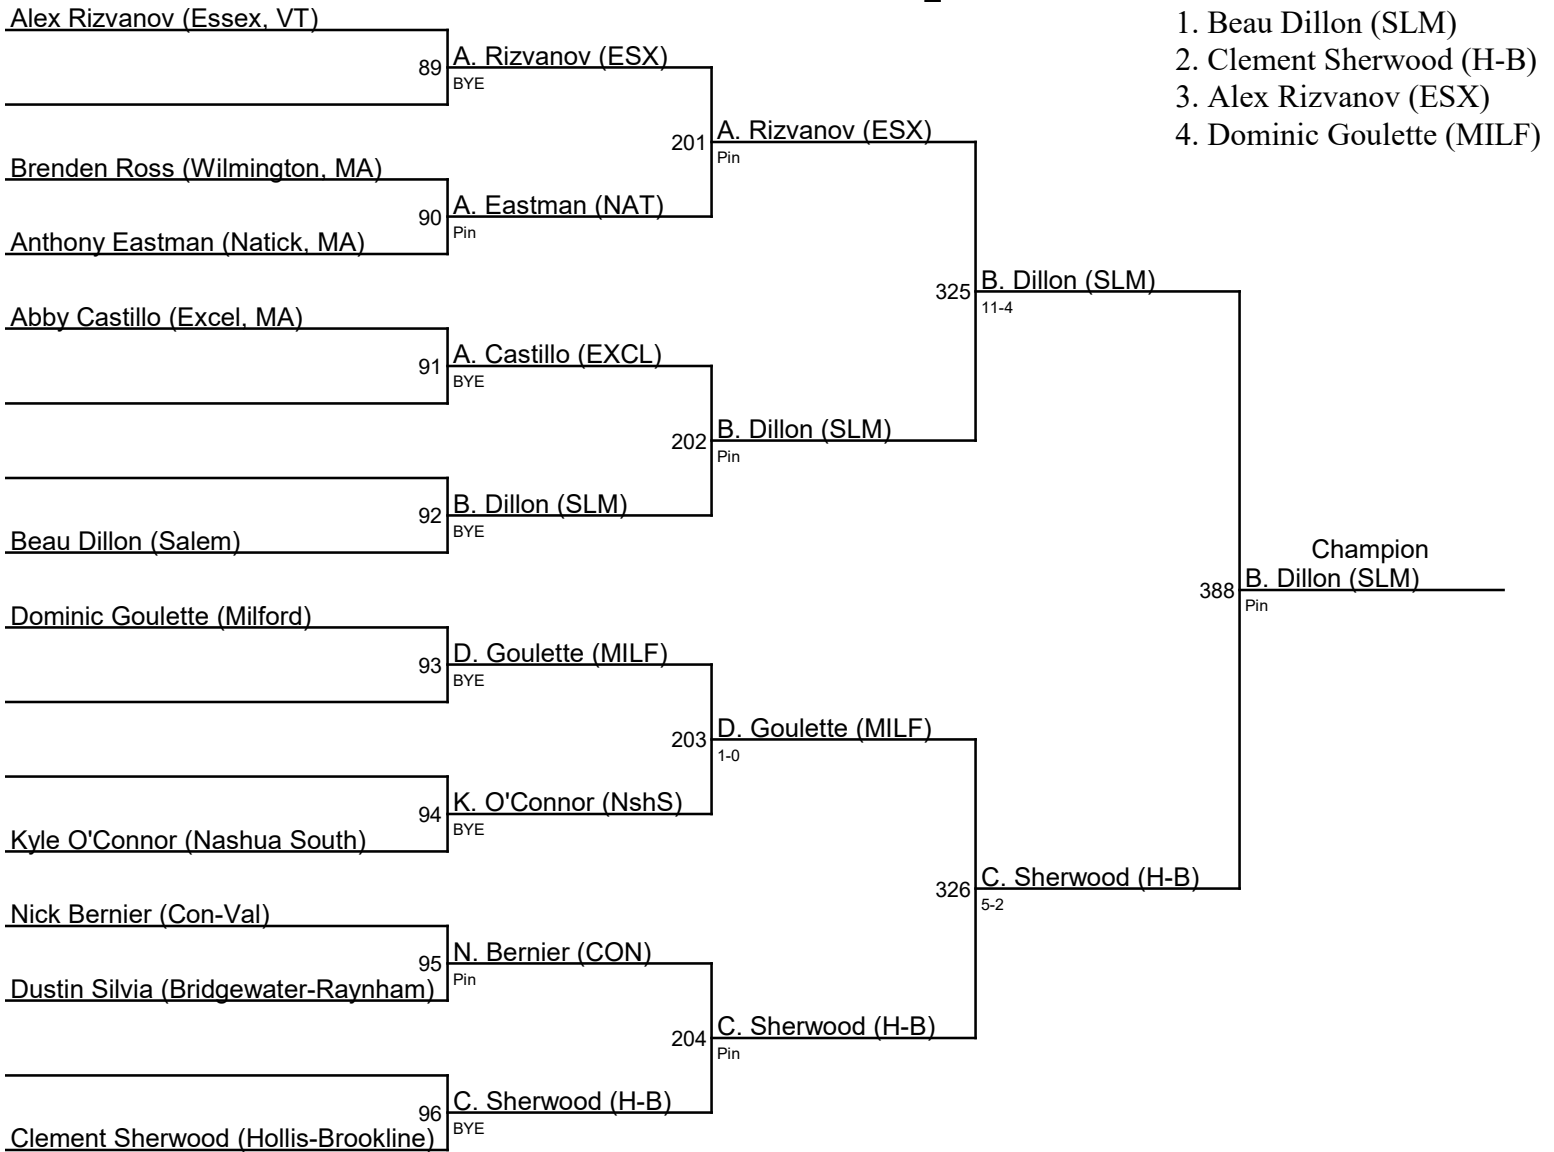 1. Beau Dillon (SLM)
2. Clement Sherwood (H-B)
3. Alex Rizvanov (ESX)
4. Dominic Goulette (MILF)
Alex Rizvanov (Essex, VT)
89
Brenden Ross (Wilmington, MA)
90
Anthony Eastman (Natick, MA)
Abby Castillo (Excel, MA)
91
92
Beau Dillon (Salem)
Dominic Goulette (Milford)
93
94
Kyle O'Connor (Nashua South)
Nick Bernier (Con-Val)
95
Dustin Silvia (Bridgewater-Raynham)
96
Clement Sherwood (Hollis-Brookline)
A. Rizvanov (ESX)
BYE
201
A. Eastman (NAT)
Pin
A. Castillo (EXCL)
BYE
202
B. Dillon (SLM)
BYE
D. Goulette (MILF)
BYE
203
K. O'Connor (NshS)
BYE
N. Bernier (CON)
Pin
204
C. Sherwood (H-B)
BYE
A. Rizvanov (ESX)
Pin
325
B. Dillon (SLM)
Pin
D. Goulette (MILF)
1-0
326
C. Sherwood (H-B)
Pin
B. Dillon (SLM)
11-4
388
C. Sherwood (H-B)
5-2
Champion
B. Dillon (SLM)
Pin